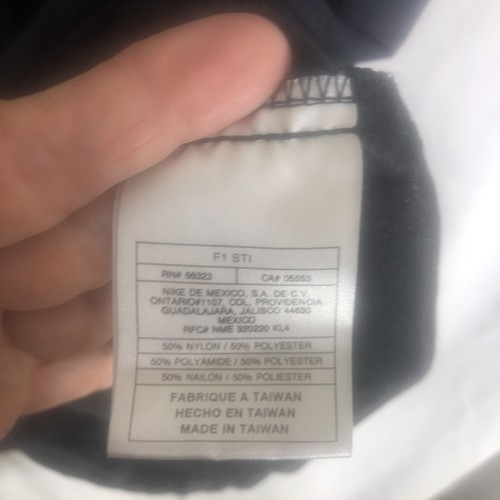 F1 STI
RN# 56323 CA# 05553
NIKE DE MEXICO, S.A. DE C.V.
ONTARIO#1107, COL. PROVIDENCIA
GUADALAJARA, JALISCO 44630
MEXICO
RFC# NME 920220 KL4
50% NYLON / 50% POLYESTER
50% POLYAMIDE / 50% POLYESTER
50% NAILON / 50% POLIESTER
FABRIQUE A TAIWAN
HECHO EN TAIWAN
MADE IN TAIWAN